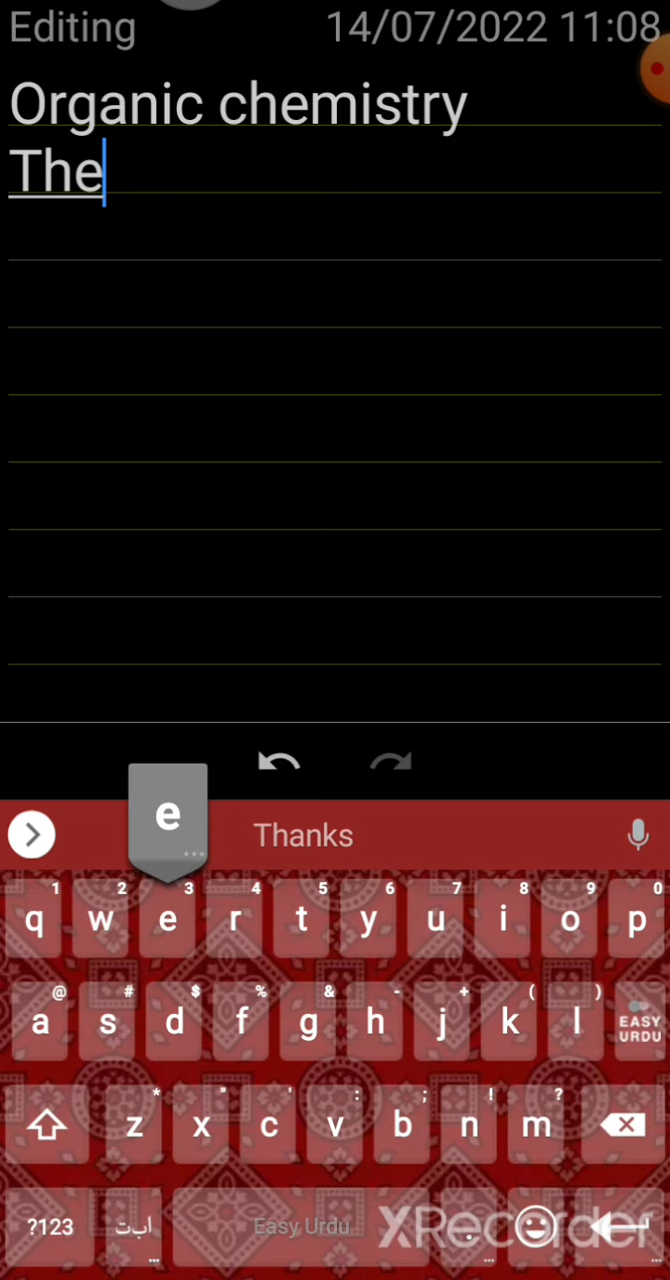 Editing 14/07/2022 11:08
Organic chemistry
The
e
...
Thanks
1 2 3 4 5 6 7 8 9 0
q w e r t y u i o p
@ # $ % & - + ( )
a s d f g h j k l EASY URDU
* " ' : ; ! ?
z x c v b n m
?123 اب‌ت Easy Urdu . XRecorder
... ... ...